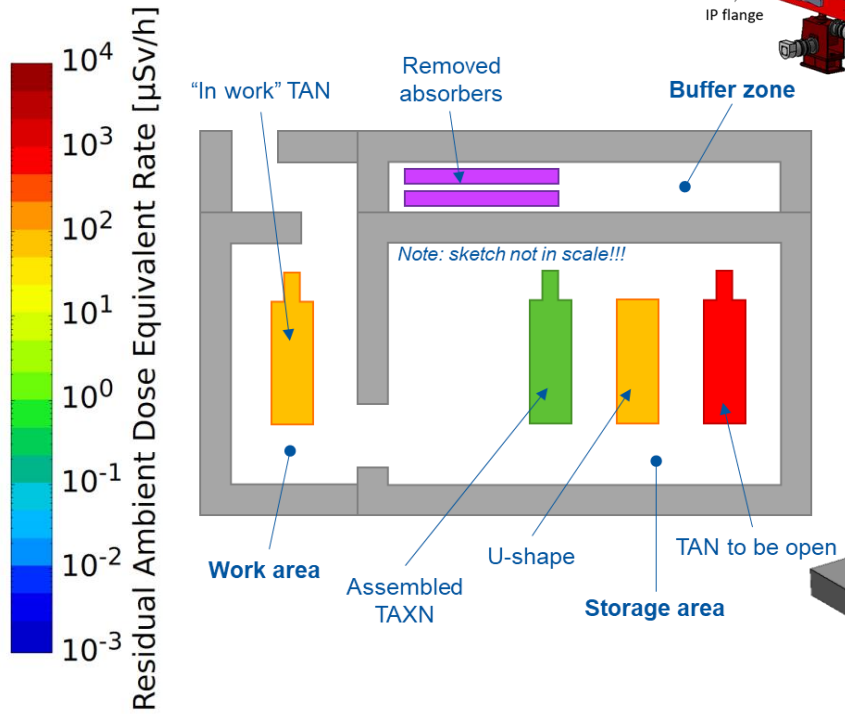 IP flange
Residual Ambient Dose Equivalent Rate [µSv/h]
10⁴
10³
10²
10¹
10⁰
10⁻¹
10⁻²
10⁻³
“In work” TAN
Removed
absorbers
Buffer zone
Note: sketch not in scale!!!
Work area
Assembled
TAXN
U-shape
Storage area
TAN to be open